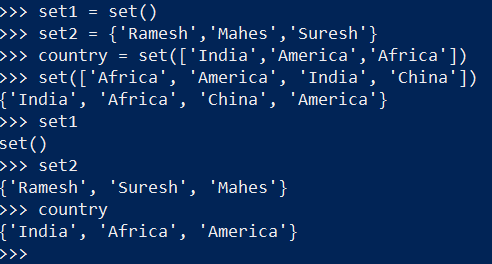 >>> set1 = set()
>>> set2 = {'Ramesh','Mahes','Suresh'}
>>> country = set(['India','America','Africa'])
>>> set(['Africa', 'America', 'India', 'China'])
{'India', 'Africa', 'China', 'America'}
>>> set1
set()
>>> set2
{'Ramesh', 'Suresh', 'Mahes'}
>>> country
{'India', 'Africa', 'America'}
>>>